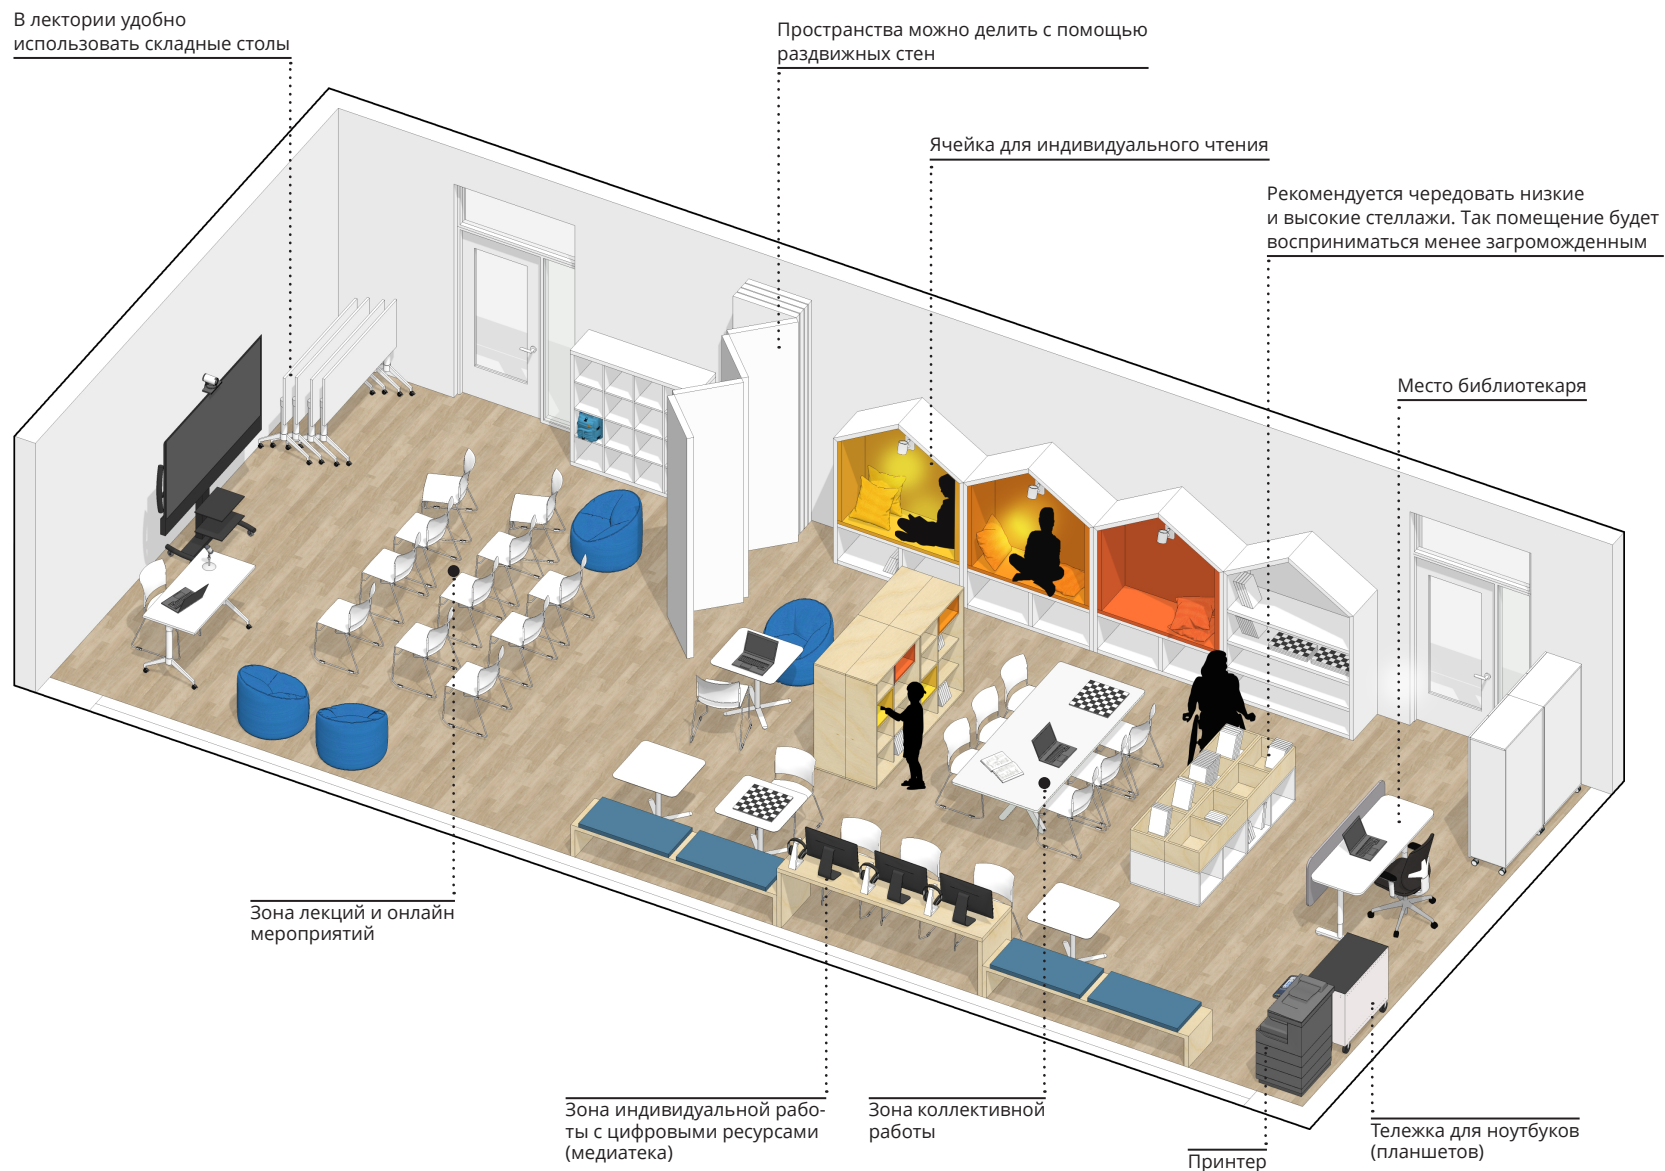 В лектории удобно
использовать складные столы
Пространства можно делить с помощью
раздвижных стен
Ячейка для индивидуального чтения
Рекомендуется чередовать низкие
и высокие стеллажи. Так помещение будет
восприниматься менее загроможденным
Место библиотекаря
Зона лекций и онлайн
мероприятий
Зона индивидуальной рабо-
ты с цифровыми ресурсами
(медиатека)
Зона коллективной
работы
Принтер
Тележка для ноутбуков
(планшетов)